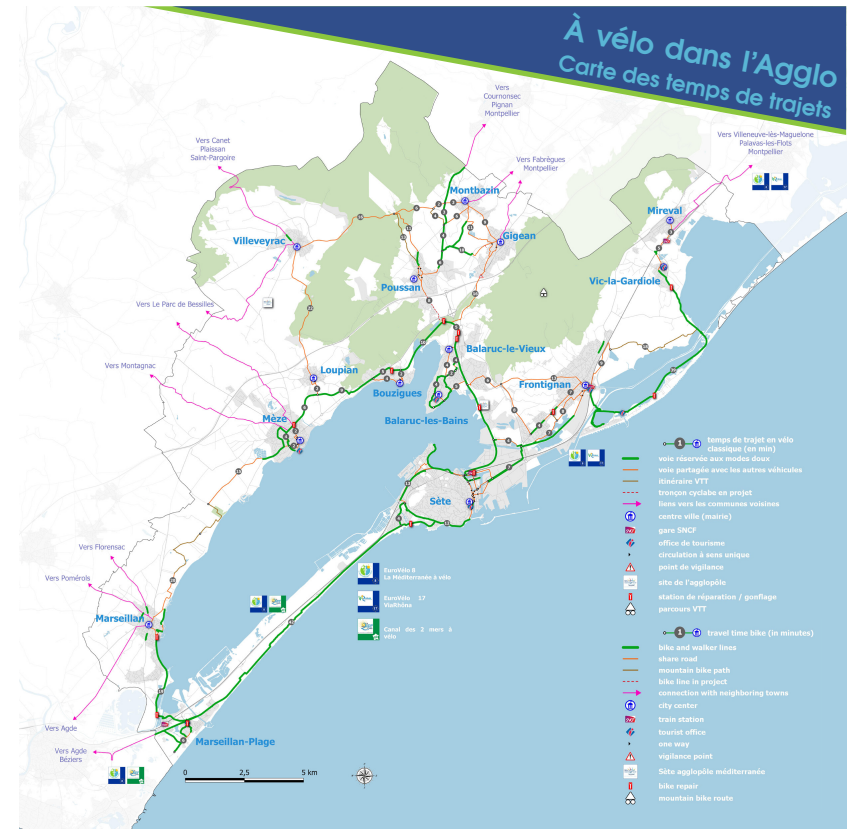 À vélo dans l'Agglo
Carte des temps de trajets
Vers
Cournonsec
Pignan
Montpellier
Vers Villeneuve-lès-Maguelone
Palavas-les-Flots
Montpellier
Vers Canet
Plaissan
Saint-Pargoire
Vers Fabrègues
Montpellier
Montbazin
Mireval
Villeveyrac
Gigean
Vic-la-Gardiole
Poussan
Vers Le Parc de Bessilles
Balaruc-le-Vieux
Vers Montagnac
Loupian
Bouzigues
Frontignan
Mèze
Balaruc-les-Bains
Sète
Vers Florensac
Vers Pomérols
Marseillan
Vers Agde
Vers Agde
Béziers
Marseillan-Plage
EuroVélo 8
La Méditerranée à vélo
EuroVélo 17
ViaRhôna
Canal des 2 mers à
vélo
0 2,5 5 km
1 temps de trajet en vélo
classique (en min)
voie réservée aux modes doux
voie partagée avec les autres véhicules
itinéraire VTT
tronçon cyclabe en projet
liens vers les communes voisines
centre ville (mairie)
gare SNCF
office de tourisme
circulation à sens unique
point de vigilance
site de l'agglopôle
station de réparation / gonflage
parcours VTT
1 travel time bike (in minutes)
bike and walker lines
share road
mountain bike path
bike line in project
connection with neighboring towns
city center
train station
tourist office
one way
vigilance point
Sète agglopôle méditerranée
bike repair
mountain bike route